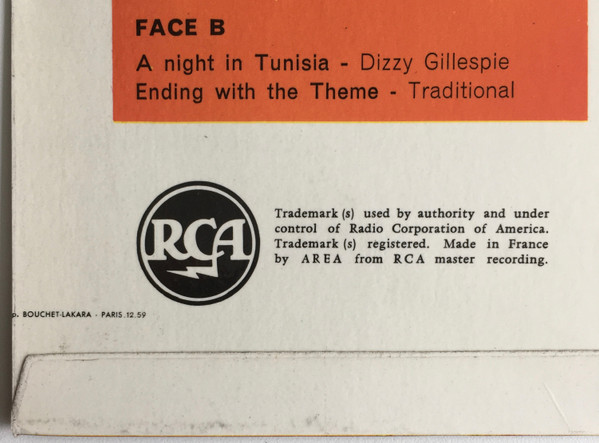 FACE B
A night in Tunisia - Dizzy Gillespie
Ending with the Theme - Traditional
RCA
Trademark (s) used by authority and under
control of Radio Corporation of America.
Trademark (s) registered. Made in France
by AREA from RCA master recording.
p. BOUCHET-LAKARA - PARIS.12.59